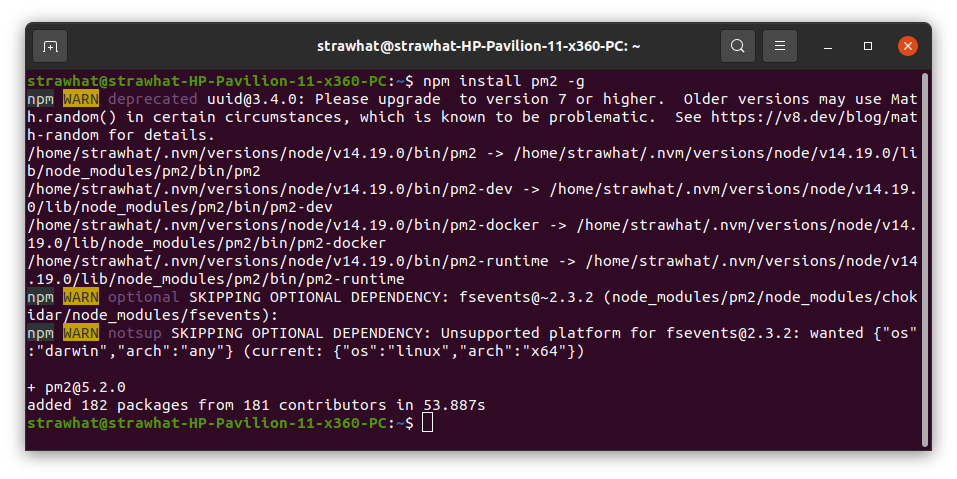 strawhat@strawhat-HP-Pavilion-11-x360-PC: ~
strawhat@strawhat-HP-Pavilion-11-x360-PC:~$ npm install pm2 -g
npm WARN deprecated uuid@3.4.0: Please upgrade  to version 7 or higher.  Older versions may use Mat
h.random() in certain circumstances, which is known to be problematic.  See https://v8.dev/blog/mat
h-random for details.
/home/strawhat/.nvm/versions/node/v14.19.0/bin/pm2 -> /home/strawhat/.nvm/versions/node/v14.19.0/li
b/node_modules/pm2/bin/pm2
/home/strawhat/.nvm/versions/node/v14.19.0/bin/pm2-dev -> /home/strawhat/.nvm/versions/node/v14.19.
0/lib/node_modules/pm2/bin/pm2-dev
/home/strawhat/.nvm/versions/node/v14.19.0/bin/pm2-docker -> /home/strawhat/.nvm/versions/node/v14.
19.0/lib/node_modules/pm2/bin/pm2-docker
/home/strawhat/.nvm/versions/node/v14.19.0/bin/pm2-runtime -> /home/strawhat/.nvm/versions/node/v14
.19.0/lib/node_modules/pm2/bin/pm2-runtime
npm WARN optional SKIPPING OPTIONAL DEPENDENCY: fsevents@~2.3.2 (node_modules/pm2/node_modules/chok
idar/node_modules/fsevents):
npm WARN notsup SKIPPING OPTIONAL DEPENDENCY: Unsupported platform for fsevents@2.3.2: wanted {"os"
:"darwin","arch":"any"} (current: {"os":"linux","arch":"x64"})
+ pm2@5.2.0
added 182 packages from 181 contributors in 53.887s
strawhat@strawhat-HP-Pavilion-11-x360-PC:~$